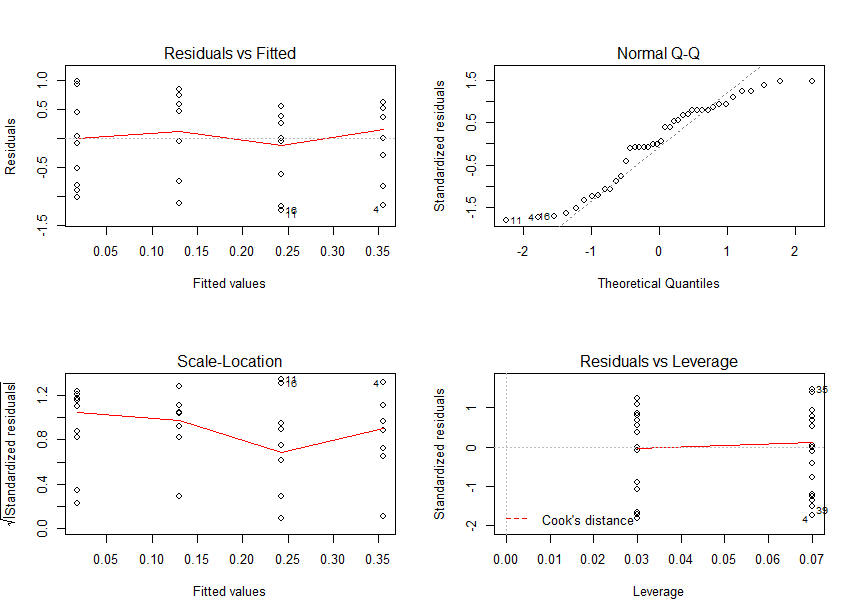 Residuals vs Fitted
Residuals
-1.5 -0.5 0.5 1.0
0.05 0.10 0.15 0.20 0.25 0.30 0.35
Fitted values
16
11
4
Normal Q-Q
Standardized residuals
-1.5 -0.5 0.5 1.5
-2 -1 0 1 2
Theoretical Quantiles
11 4 16
Scale-Location
√|Standardized residuals|
0.0 0.4 0.8 1.2
0.05 0.10 0.15 0.20 0.25 0.30 0.35
Fitted values
11
16
4
Residuals vs Leverage
Standardized residuals
-2 -1 0 1
0.00 0.01 0.02 0.03 0.04 0.05 0.06 0.07
Leverage
Cook's distance
35
39
4